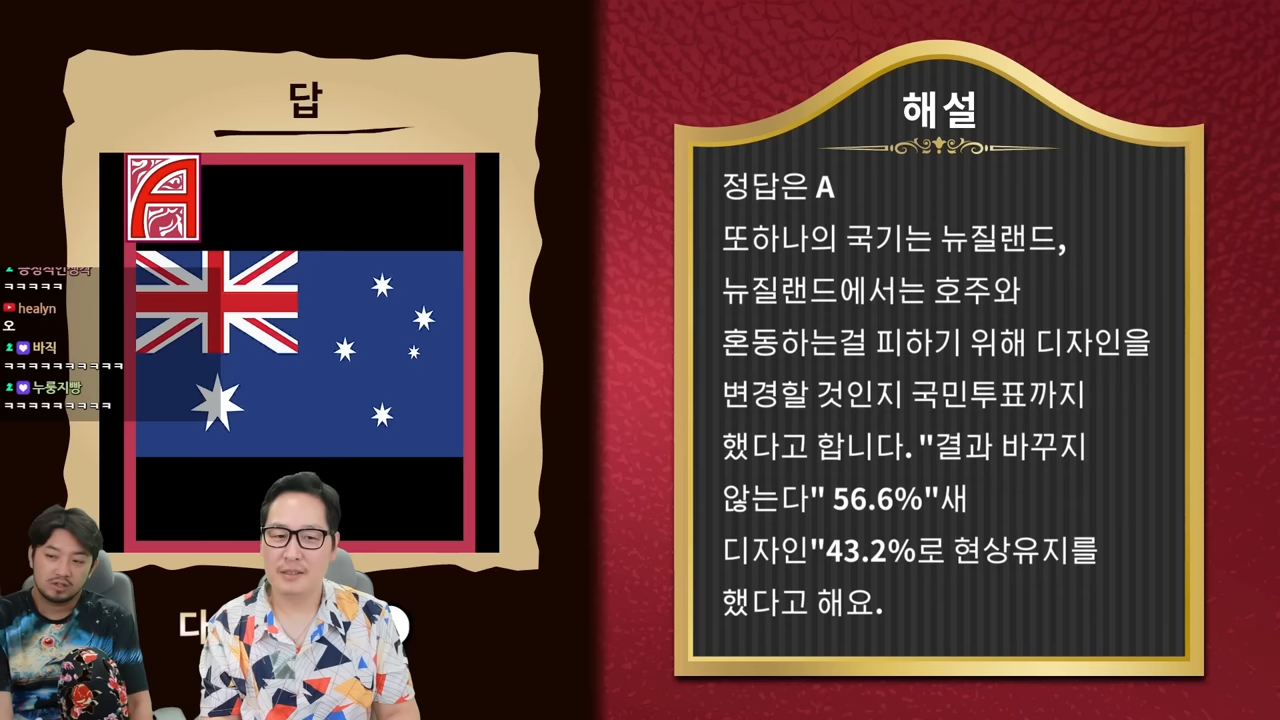 답
A
ㅋㅋㅋㅋㅋ
healyn
오
바직
ㅋㅋㅋㅋㅋㅋㅋㅋㅋㅋ
누룽지빵
ㅋㅋㅋㅋㅋㅋㅋㅋㅋ
해설
정답은 A
또하나의 국기는 뉴질랜드,
뉴질랜드에서는 호주와
혼동하는걸 피하기 위해 디자인을
변경할 것인지 국민투표까지
했다고 합니다. "결과 바꾸지
않는다" 56.6%"새
디자인"43.2%로 현상유지를
했다고 해요.